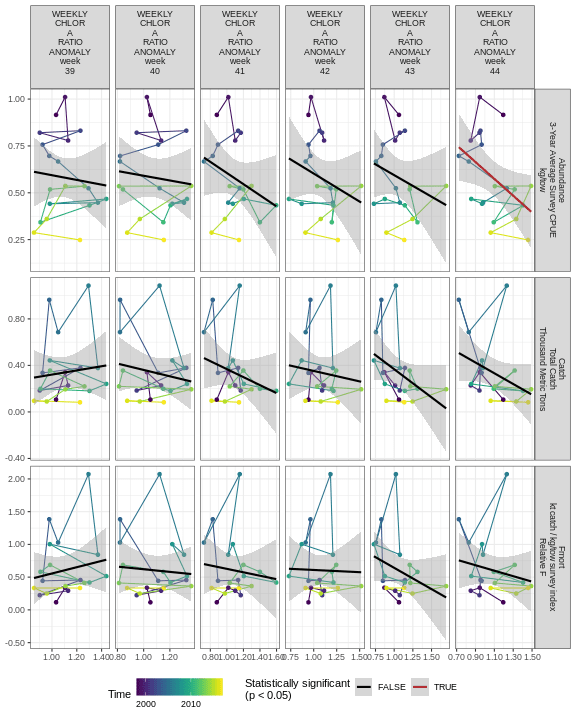 WEEKLY
CHLOR
A
RATIO
ANOMALY
week
39
WEEKLY
CHLOR
A
RATIO
ANOMALY
week
40
WEEKLY
CHLOR
A
RATIO
ANOMALY
week
41
WEEKLY
CHLOR
A
RATIO
ANOMALY
week
42
WEEKLY
CHLOR
A
RATIO
ANOMALY
week
43
WEEKLY
CHLOR
A
RATIO
ANOMALY
week
44
1.00
0.75
0.50
0.25
Abundance
3-Year Average Survey CPUE
kg/tow
0.80
0.40
0.00
-0.40
Catch
Total Catch
Thousand Metric Tons
2.00
1.50
1.00
0.50
0.00
-0.50
Fmort
kt catch / kg/tow survey index
Relative F
1.00 1.20 1.40
0.80 1.00 1.20
0.80 1.00 1.20 1.40 1.60
0.75 1.00 1.25 1.50
0.75 1.00 1.25 1.50
0.70 0.90 1.10 1.30 1.50
Time
2000 2010
Statistically significant
(p < 0.05)
FALSE
TRUE